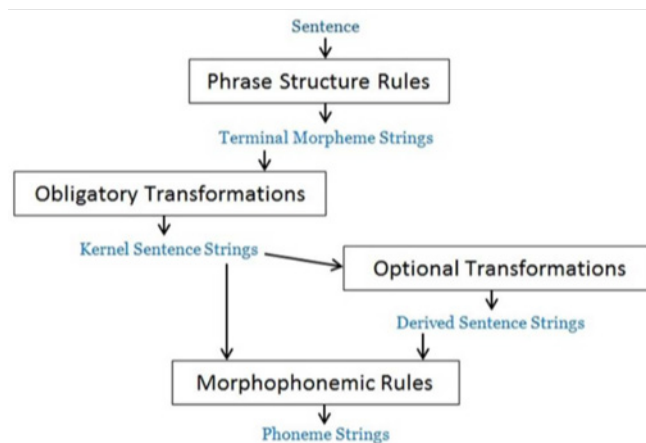 Sentence
Phrase Structure Rules
Terminal Morpheme Strings
Obligatory Transformations
Kernel Sentence Strings
Optional Transformations
Derived Sentence Strings
Morphophonemic Rules
Phoneme Strings